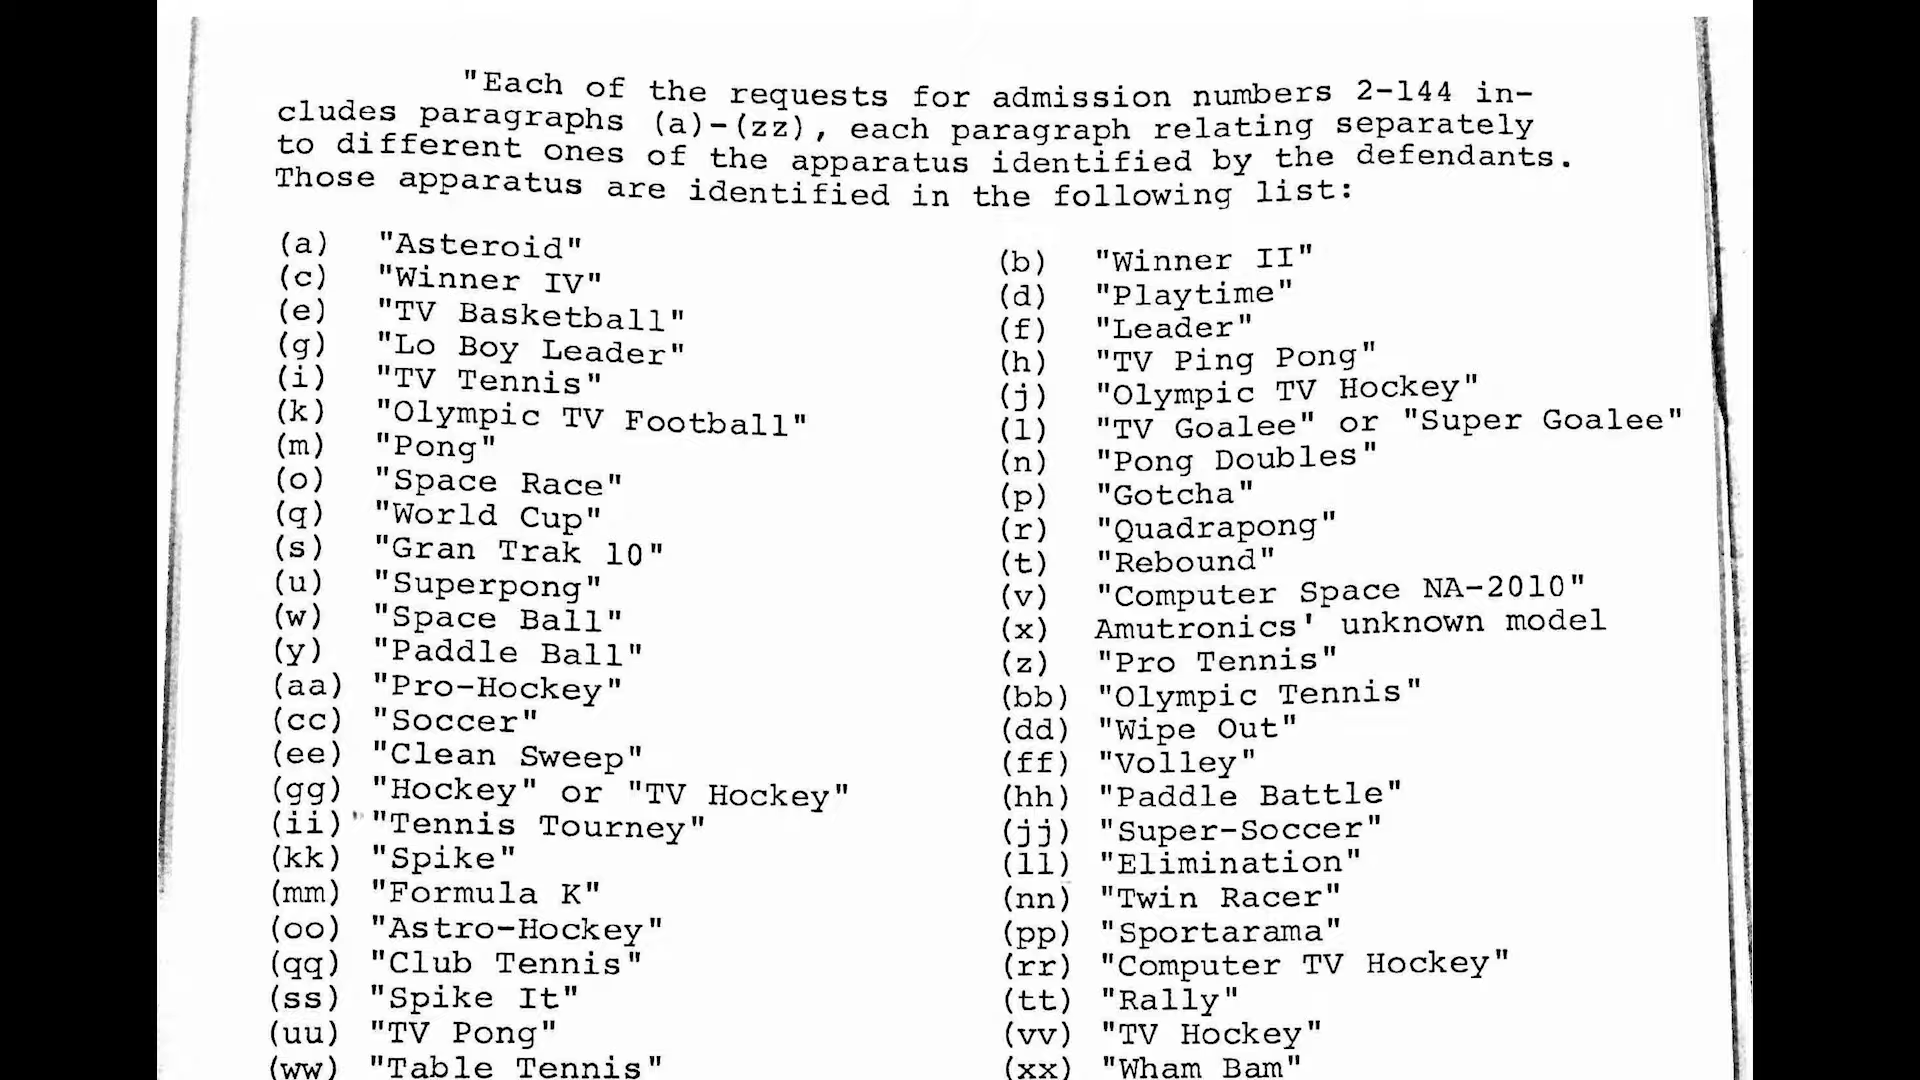 "Each of the requests for admission numbers 2-144 in-
cludes paragraphs (a)-(zz), each paragraph relating separately
to different ones of the apparatus identified by the defendants.
Those apparatus are identified in the following list:
(a) "Asteroid" (b) "Winner II"
(c) "Winner IV" (d) "Playtime"
(e) "TV Basketball" (f) "Leader"
(g) "Lo Boy Leader" (h) "TV Ping Pong"
(i) "TV Tennis" (j) "Olympic TV Hockey"
(k) "Olympic TV Football" (l) "TV Goalee" or "Super Goalee"
(m) "Pong" (n) "Pong Doubles"
(o) "Space Race" (p) "Gotcha"
(q) "World Cup" (r) "Quadrapong"
(s) "Gran Trak 10" (t) "Rebound"
(u) "Superpong" (v) "Computer Space NA-2010"
(w) "Space Ball" (x) Amutronics' unknown model
(y) "Paddle Ball" (z) "Pro Tennis"
(aa) "Pro-Hockey" (bb) "Olympic Tennis"
(cc) "Soccer" (dd) "Wipe Out"
(ee) "Clean Sweep" (ff) "Volley"
(gg) "Hockey" or "TV Hockey" (hh) "Paddle Battle"
(ii) "Tennis Tourney" (jj) "Super-Soccer"
(kk) "Spike" (ll) "Elimination"
(mm) "Formula K" (nn) "Twin Racer"
(oo) "Astro-Hockey" (pp) "Sportarama"
(qq) "Club Tennis" (rr) "Computer TV Hockey"
(ss) "Spike It" (tt) "Rally"
(uu) "TV Pong" (vv) "TV Hockey"
(ww) "Table Tennis" (xx) "Wham Bam"